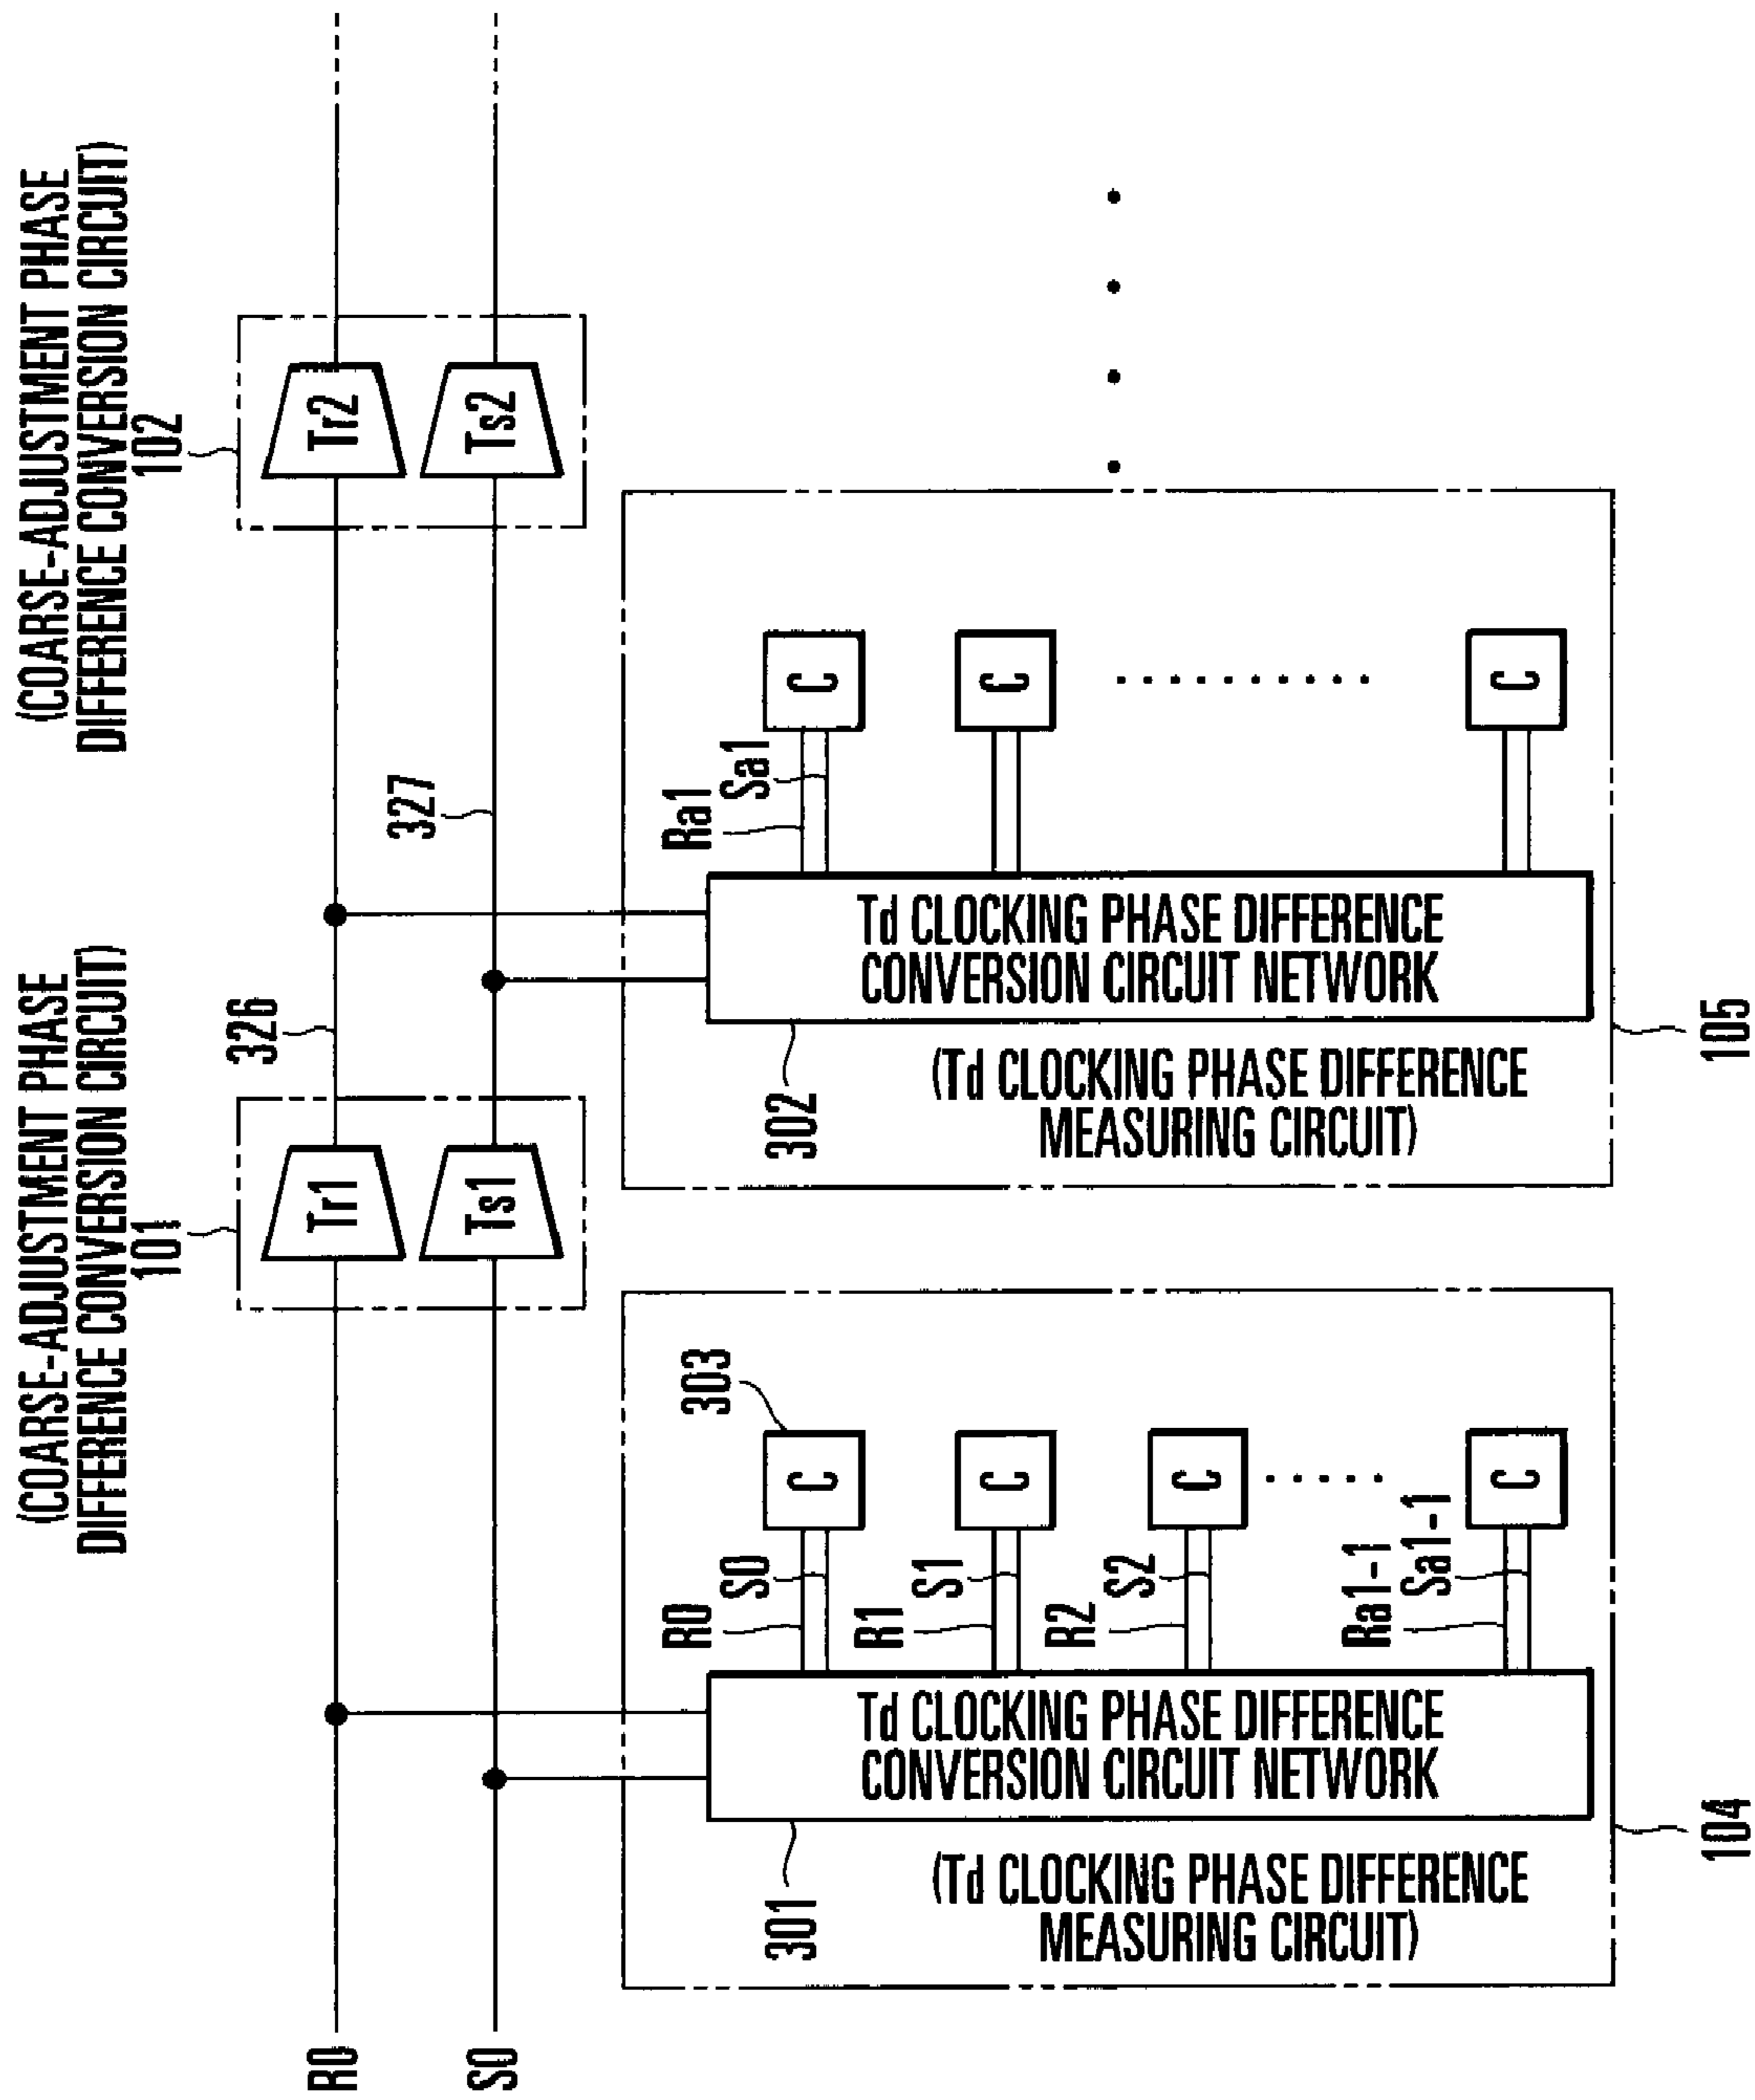 (COARSE-ADJUSTMENT PHASE
DIFFERENCE CONVERSION CIRCUIT)
101
(COARSE-ADJUSTMENT PHASE
DIFFERENCE CONVERSION CIRCUIT)
102
R0
Tr1
326
Tr2
S0
Ts1
327
Ts2
301
Td CLOCKING PHASE DIFFERENCE
CONVERSION CIRCUIT NETWORK
R0
S0
C
303
R1
S1
C
R2
S2
C
Ra1-1
Sa1-1
C
(Td CLOCKING PHASE DIFFERENCE
MEASURING CIRCUIT)
104
302
Td CLOCKING PHASE DIFFERENCE
CONVERSION CIRCUIT NETWORK
Ra1
Sa1
C
C
C
(Td CLOCKING PHASE DIFFERENCE
MEASURING CIRCUIT)
105